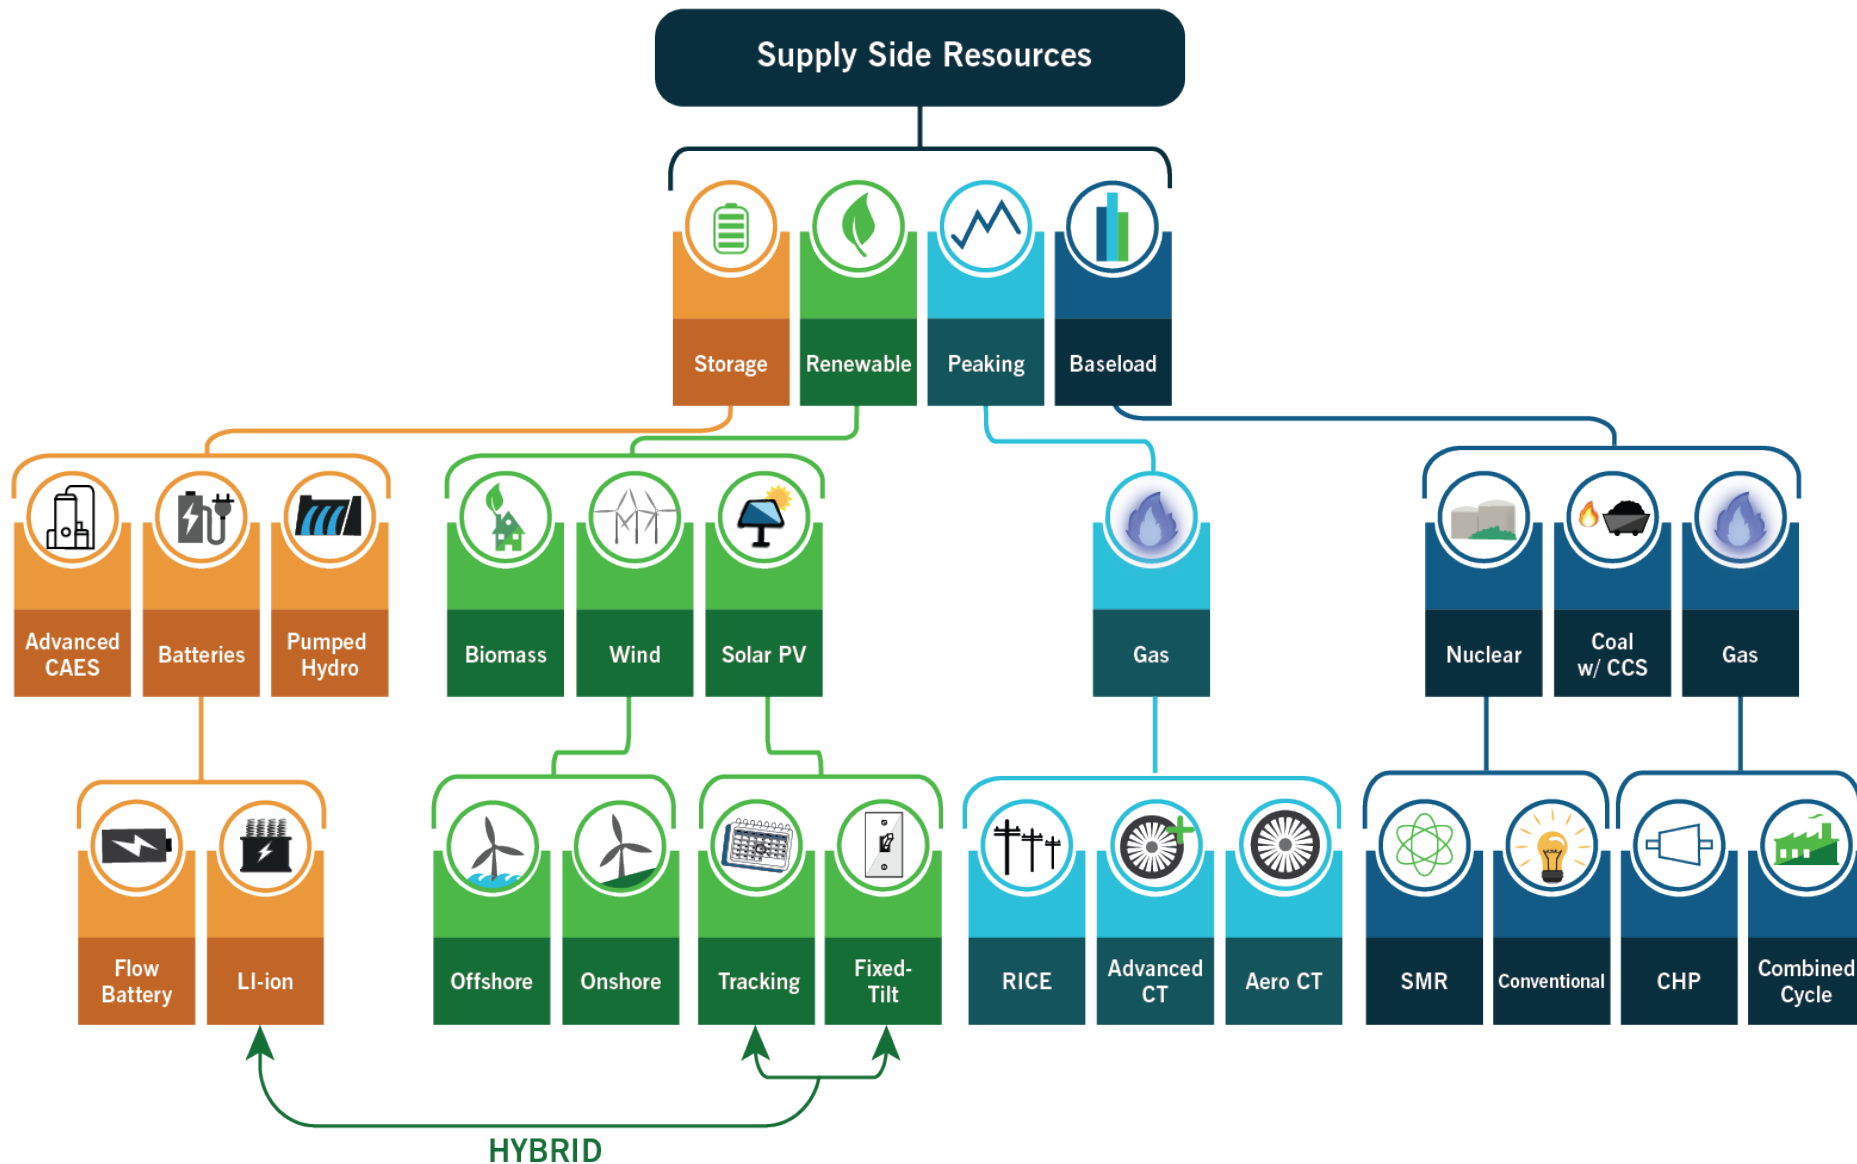 Supply Side Resources
Storage
Renewable
Peaking
Baseload
Advanced
CAES
Batteries
Pumped
Hydro
Biomass
Wind
Solar PV
Gas
Nuclear
Coal
w/ CCS
Gas
Flow
Battery
LI-ion
Offshore
Onshore
Tracking
Fixed-
Tilt
RICE
Advanced
CT
Aero CT
SMR
Conventional
CHP
Combined
Cycle
HYBRID